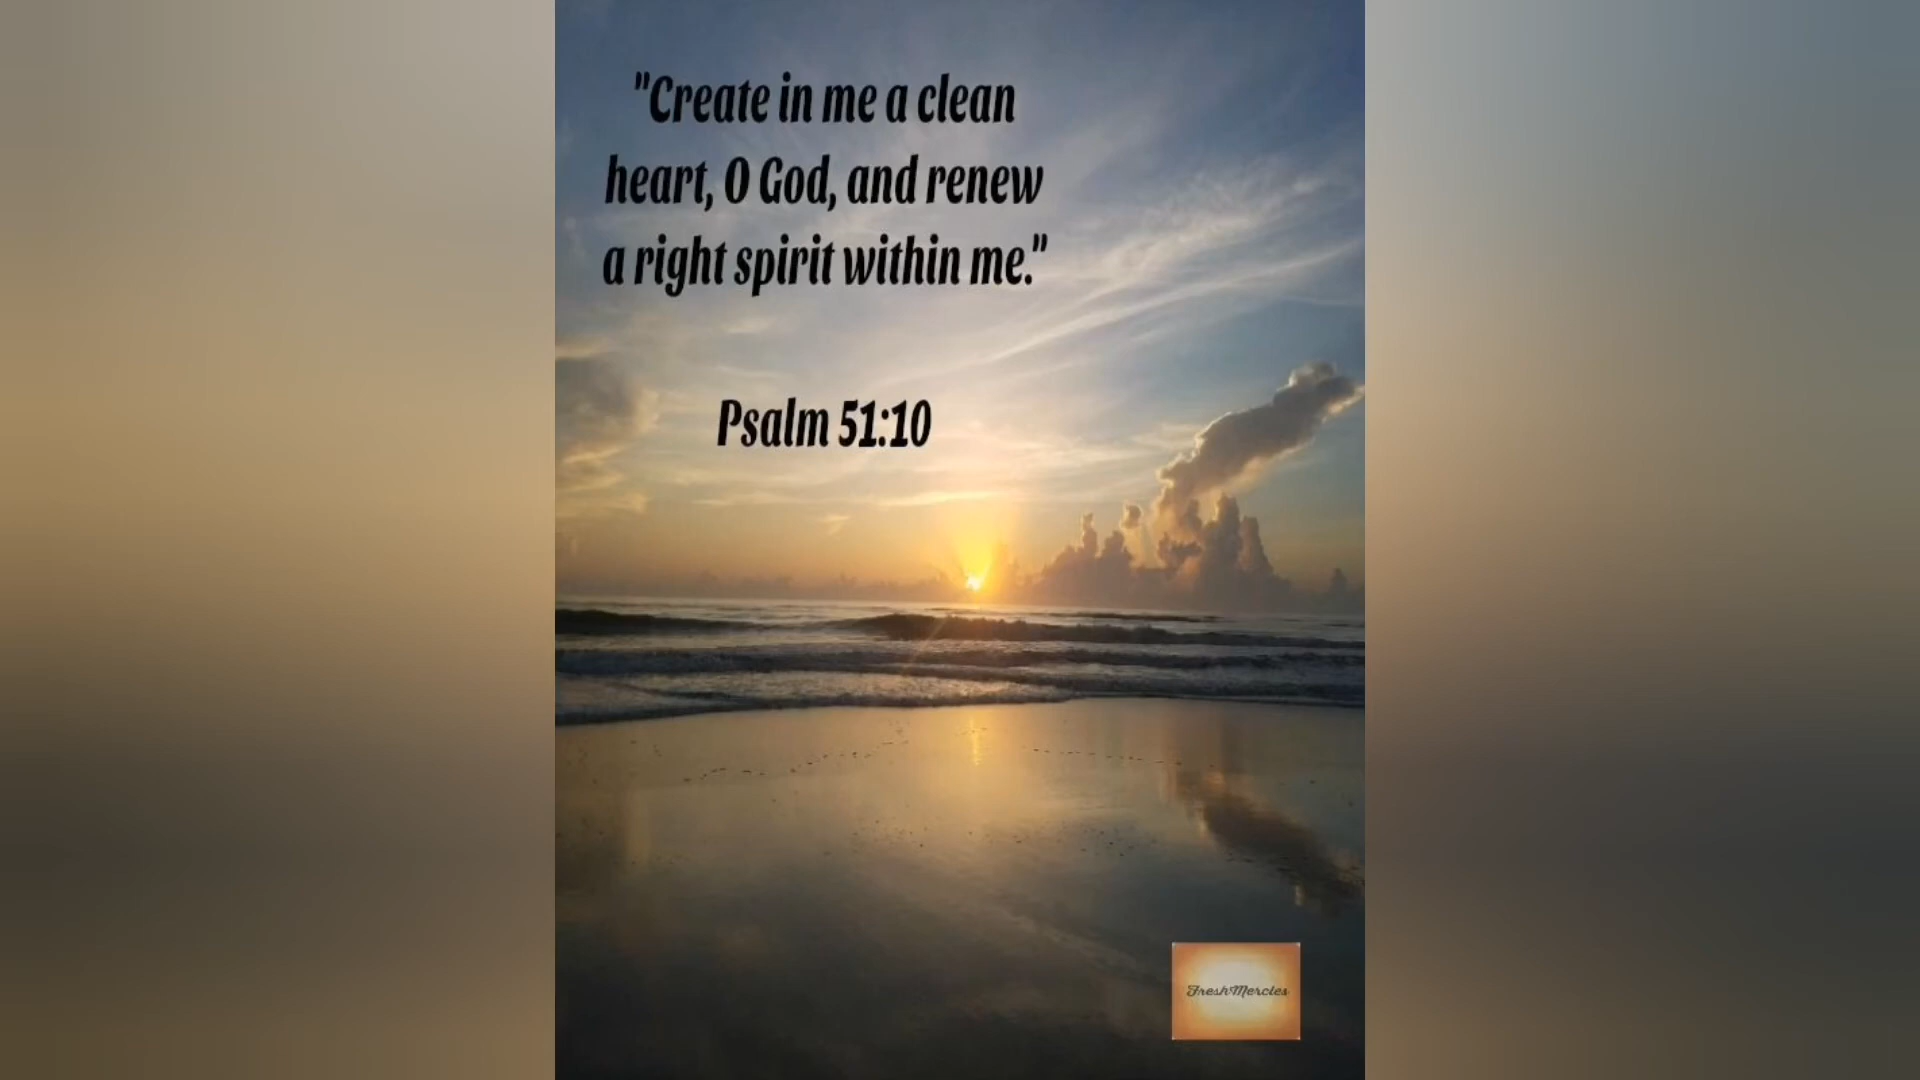 "Create in me a clean
heart, O God, and renew
a right spirit within me."
Psalm 51:10
FreshMercies